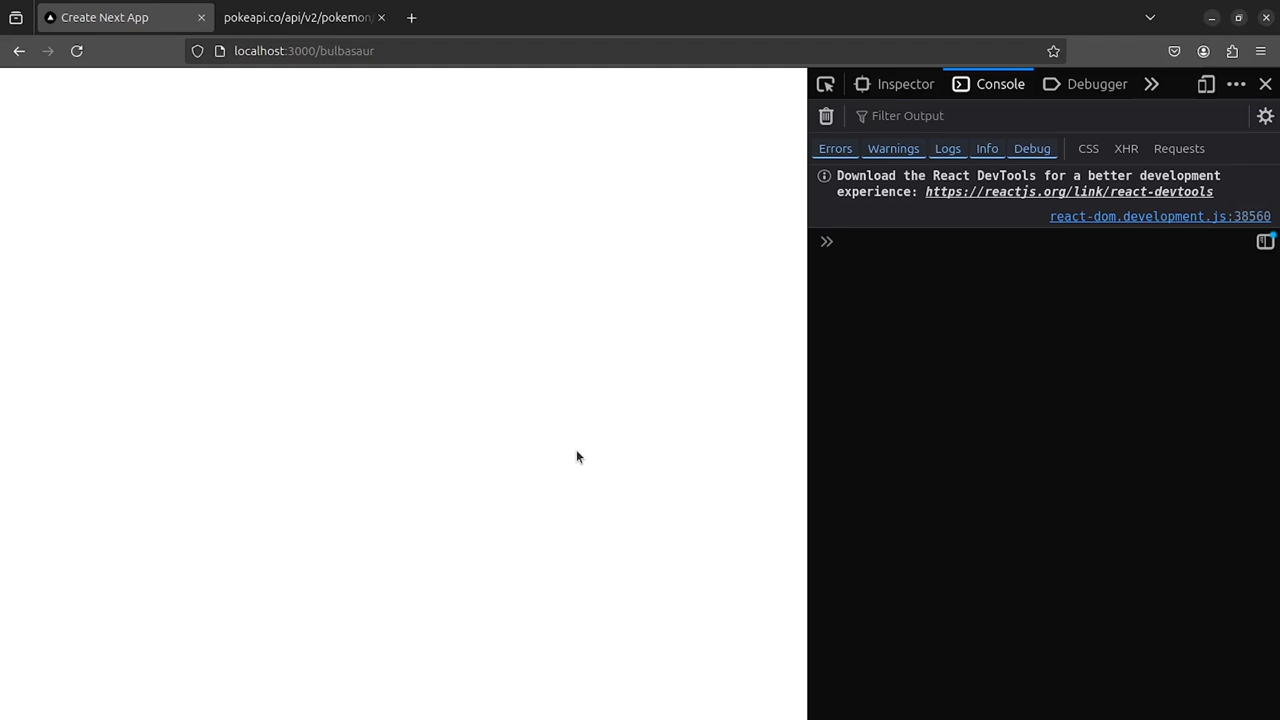 Create Next App
pokeapi.co/api/v2/pokemon/
localhost:3000/bulbasaur
Inspector
Console
Debugger
Filter Output
Errors
Warnings
Logs
Info
Debug
CSS
XHR
Requests
Download the React DevTools for a better development
experience: https://reactjs.org/link/react-devtools
react-dom.development.js:38560